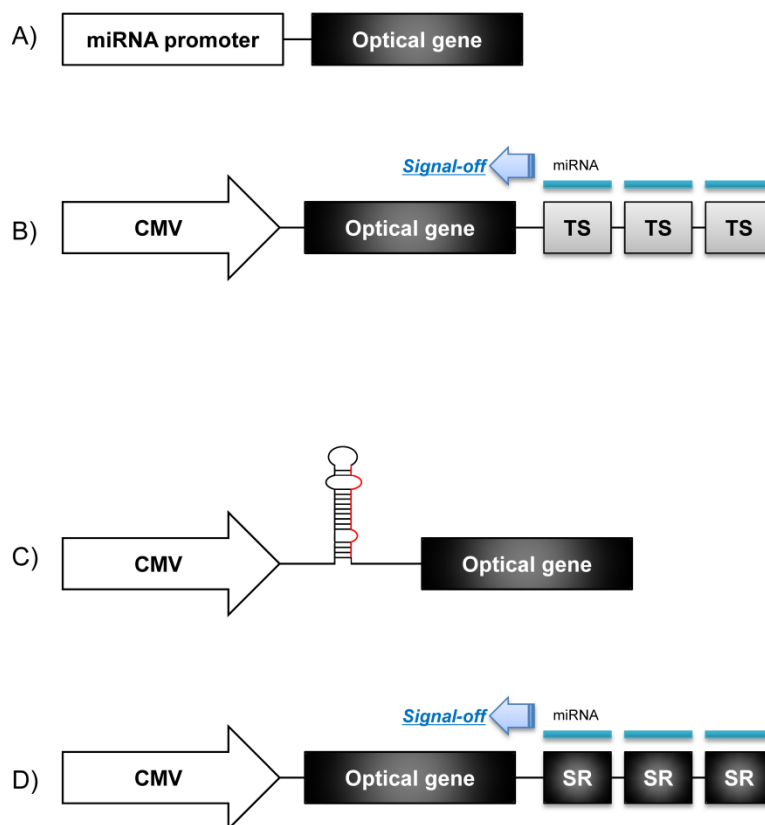 A) miRNA promoter Optical gene
Signal-off miRNA
B) CMV Optical gene TS TS TS
C) CMV Optical gene
Signal-off miRNA
D) CMV Optical gene SR SR SR